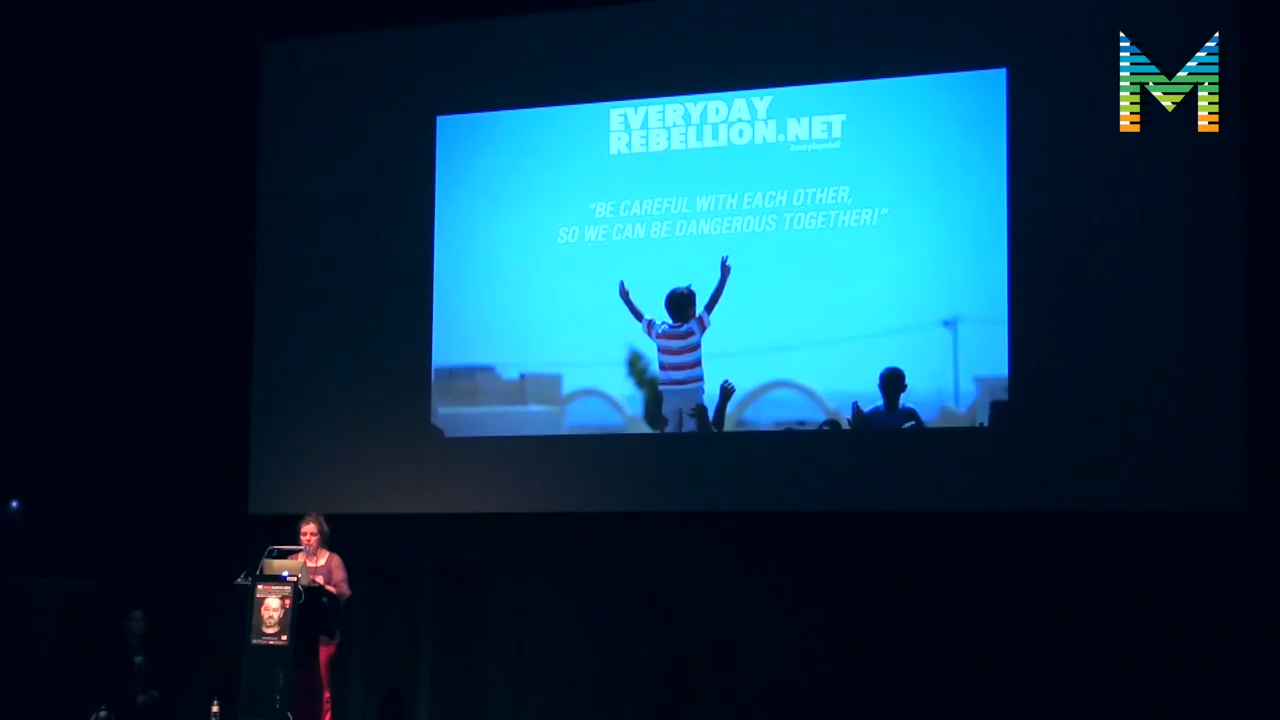 EVERYDAY
REBELLION.NET
"BE CAREFUL WITH EACH OTHER,
SO WE CAN BE DANGEROUS TOGETHER!"
M